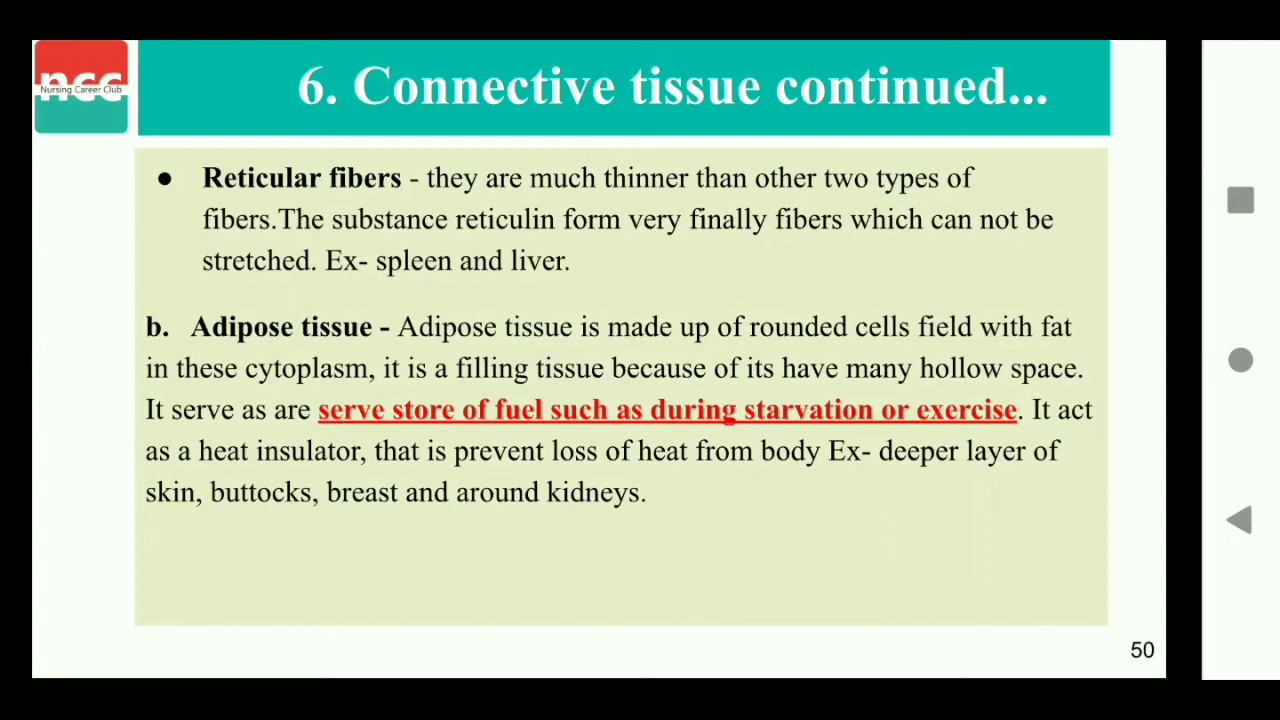 ncc
Nursing Career Club
6. Connective tissue continued...
● Reticular fibers - they are much thinner than other two types of
fibers.The substance reticulin form very finally fibers which can not be
stretched. Ex- spleen and liver.
b. Adipose tissue - Adipose tissue is made up of rounded cells field with fat
in these cytoplasm, it is a filling tissue because of its have many hollow space.
It serve as are serve store of fuel such as during starvation or exercise. It act
as a heat insulator, that is prevent loss of heat from body Ex- deeper layer of
skin, buttocks, breast and around kidneys.
50